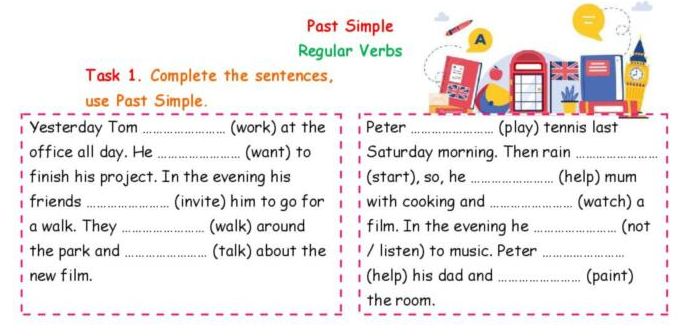 Past Simple
Regular Verbs
Task 1. Complete the sentences,
use Past Simple.
A
Yesterday Tom ........................ (work) at the
office all day. He ........................ (want) to
finish his project. In the evening his
friends ........................ (invite) him to go for
a walk. They ........................ (walk) around
the park and ........................ (talk) about the
new film.
Peter ........................ (play) tennis last
Saturday morning. Then rain ........................
(start), so, he ........................ (help) mum
with cooking and ........................ (watch) a
film. In the evening he ........................ (not
/ listen) to music. Peter ........................
(help) his dad and ........................ (paint)
the room.